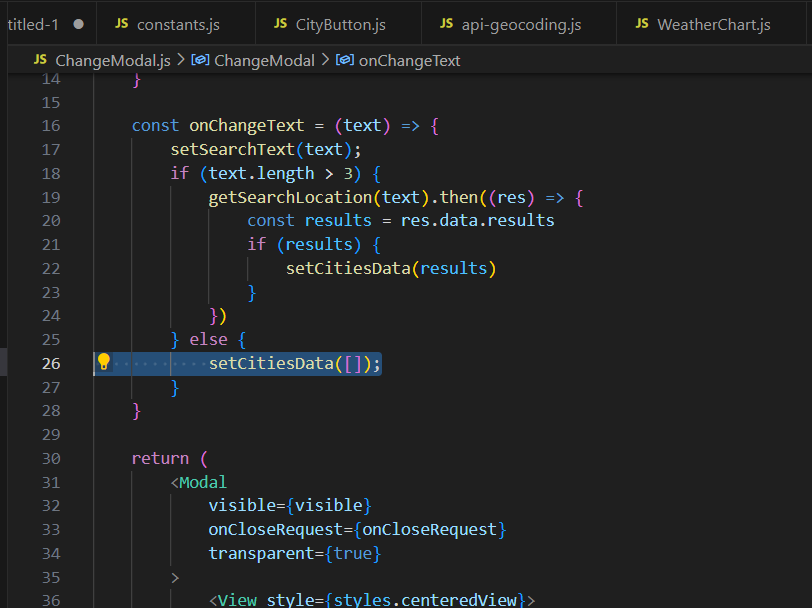 titled-1 ● JS constants.js JS CityButton.js JS api-geocoding.js JS WeatherChart.js
JS ChangeModal.js > ChangeModal > onChangeText
14 }
15
16 const onChangeText = (text) => {
17 setSearchText(text);
18 if (text.length > 3) {
19 getSearchLocation(text).then((res) => {
20 const results = res.data.results
21 if (results) {
22 setCitiesData(results)
23 }
24 })
25 } else {
26 setCitiesData([]);
27 }
28 }
29
30 return (
31 <Modal
32 visible={visible}
33 onCloseRequest={onCloseRequest}
34 transparent={true}
35 >
36 <View style={styles.centeredView}>